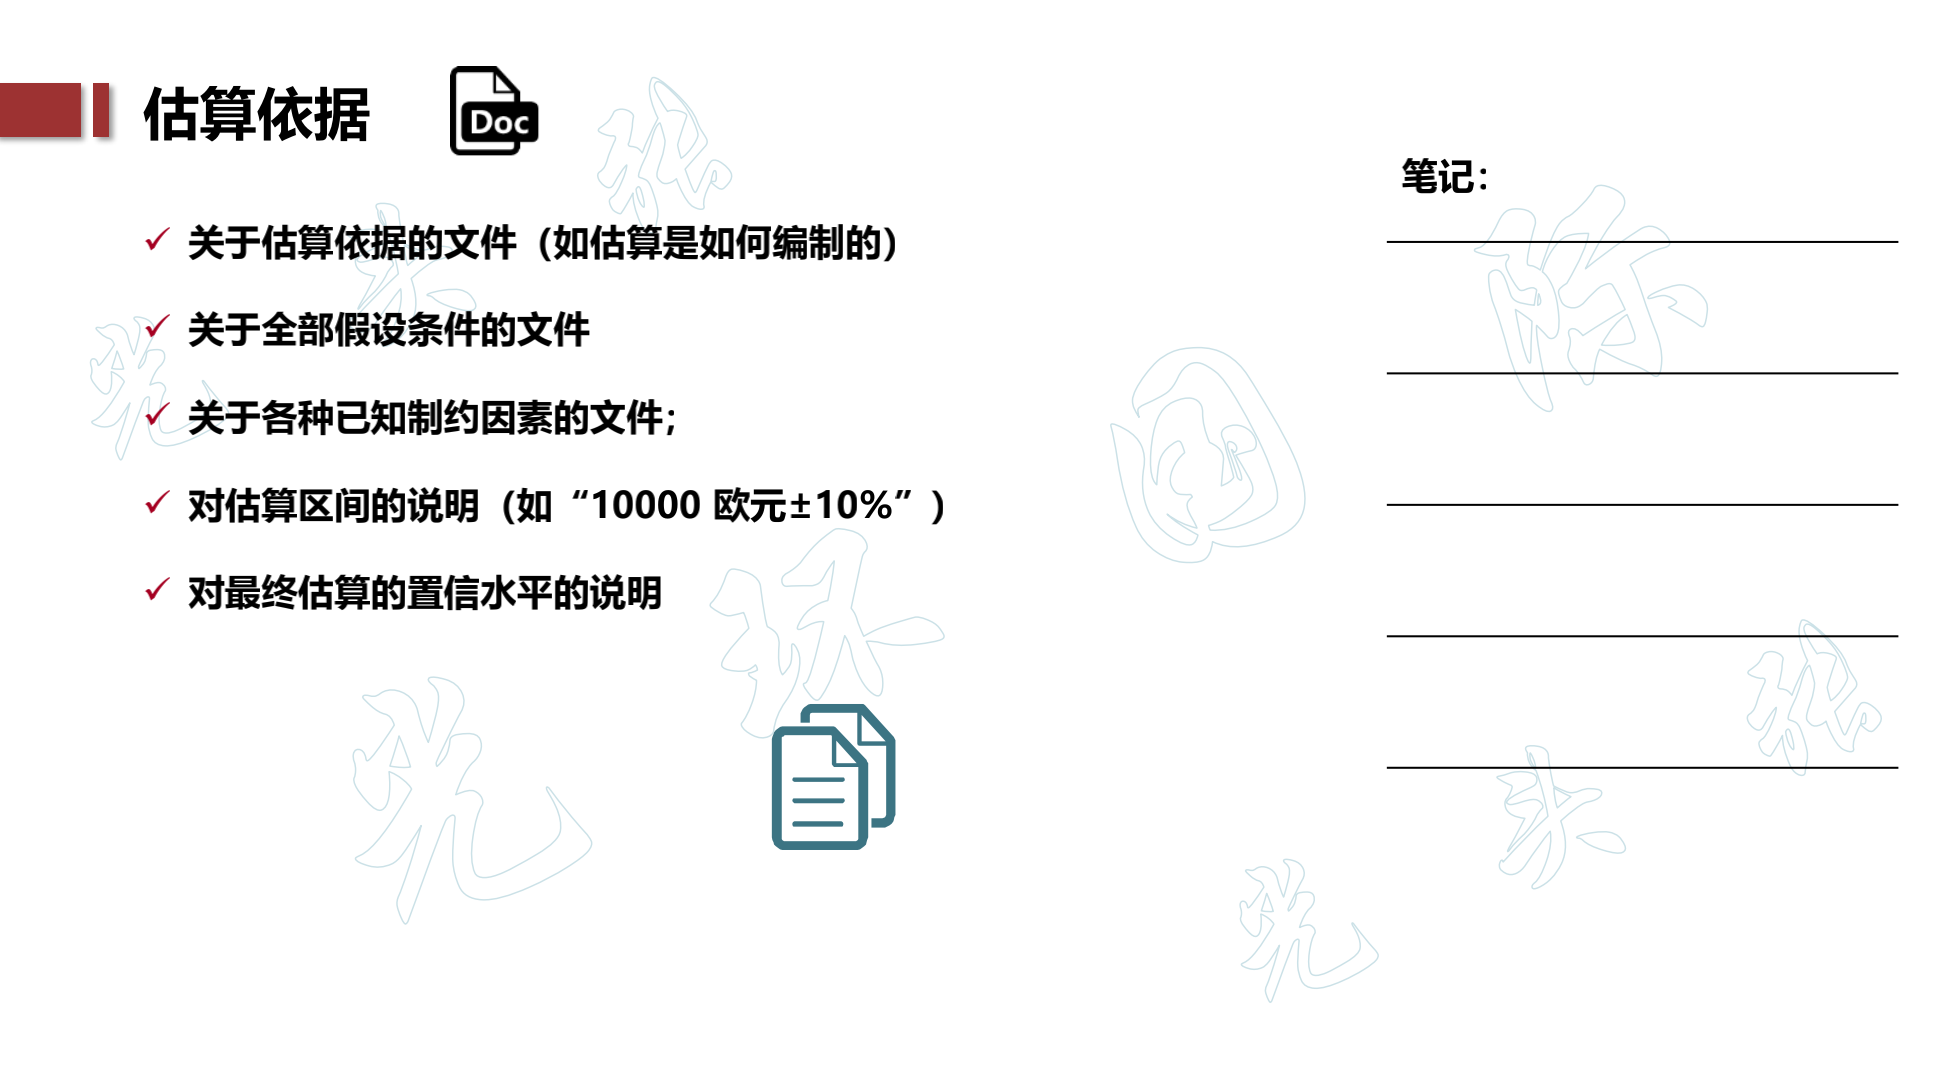 估算依据
Doc
关于估算依据的文件（如估算是如何编制的）
关于全部假设条件的文件
关于各种已知制约因素的文件；
对估算区间的说明（如“10000 欧元±10%”）
对最终估算的置信水平的说明
笔记：